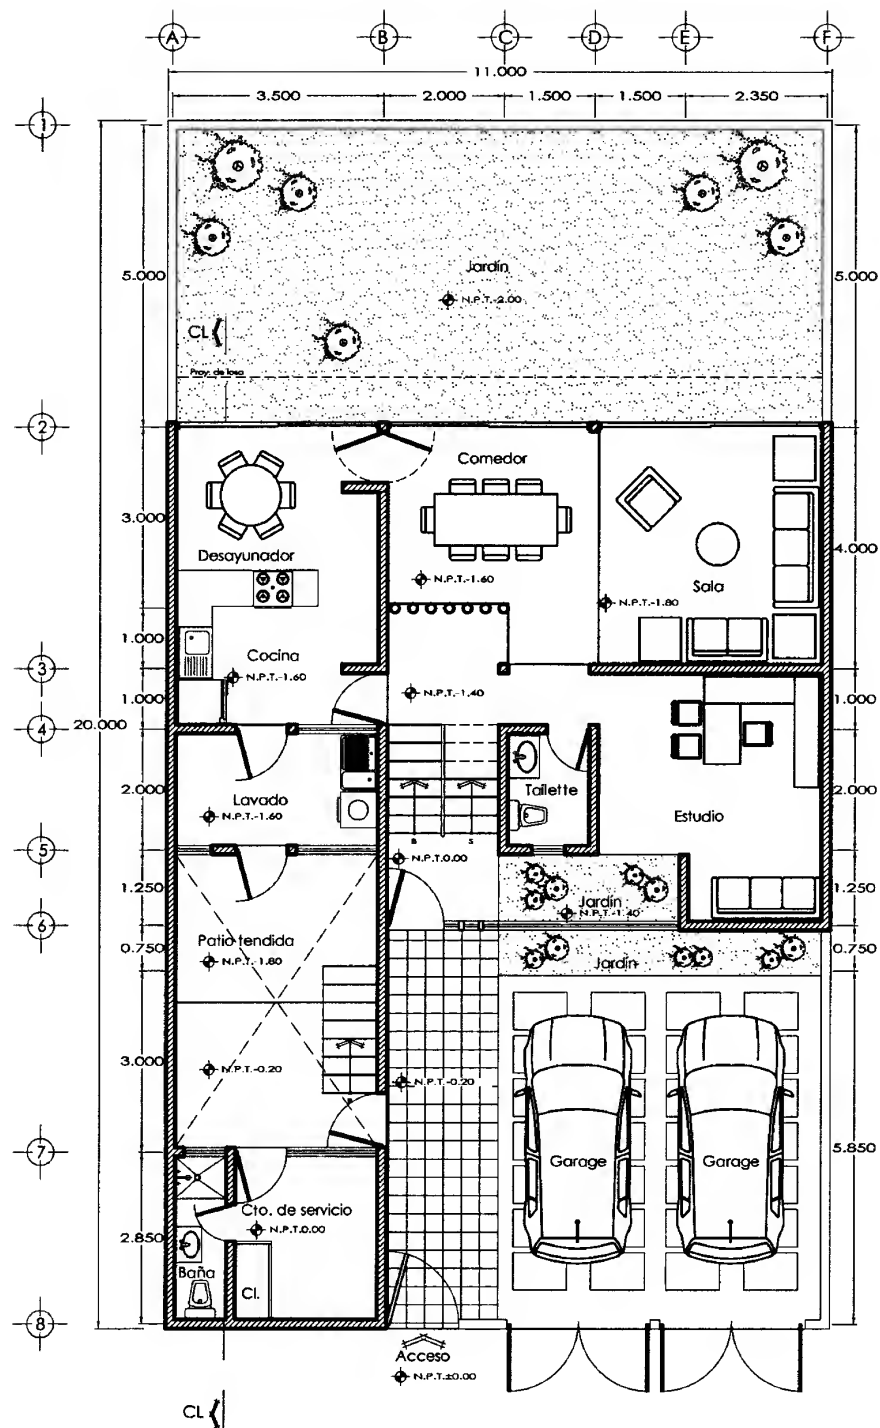 A B C D E F
11.000
3.500 2.000 1.500 1.500 2.350
1
5.000
Jardín
N.P.T.-2.00
5.000
CL
Proy. de losa
2
Comedor
3.000
Desayunador
N.P.T.-1.60
Sala
4.000
N.P.T.-1.80
1.000
Cocina
N.P.T.-1.60
3
N.P.T.-1.40
1.000
1.000
20.000
4
2.000
Lavado
N.P.T.-1.60
Tailette
Estudio
2.000
B S
5
N.P.T.0.00
1.250
Jardín
N.P.T.-1.40
1.250
6
0.750
Patio tendida
N.P.T.-1.80
Jardín
0.750
3.000
N.P.T.-0.20
N.P.T.-0.20
7
Garage Garage
5.850
Cto. de servicio
N.P.T.0.00
2.850
Baña
Cl.
8
Acceso
N.P.T.±0.00
CL